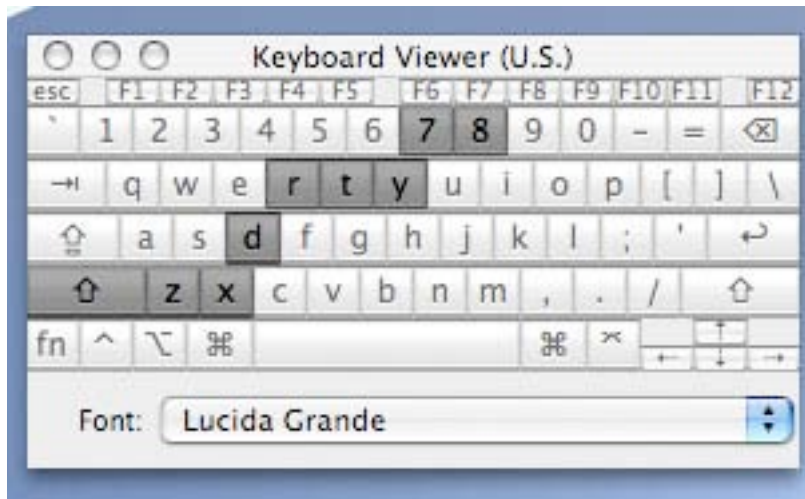 Keyboard Viewer (U.S.)
esc F1 F2 F3 F4 F5 F6 F7 F8 F9 F10 F11 F12
` 1 2 3 4 5 6 7 8 9 0 - = ⌫
⇥ q w e r t y u i o p [ ] \
⇪ a s d f g h j k l ; ' ↩
⇧ z x c v b n m , . / ⇧
fn ^ ⌥ ⌘ ⌘ ⌤ ← ↑ ↓ →
Font: Lucida Grande